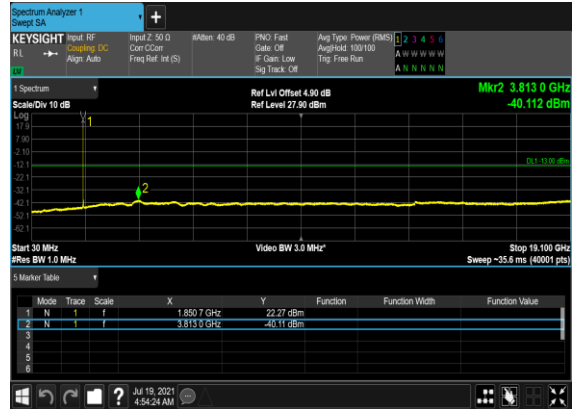 Spectrum Analyzer 1
Swept SA
+
KEYSIGHT Input: RF Input Z: 50 Ω #Atten: 40 dB PNO: Fast Avg Type: Power (RMS) 1 2 3 4 5 6
R L Coupling: DC Corr CCorr Gate: Off Avg|Hold: 100/100 A W W W W W
Align: Auto Freq Ref: Int (S) IF Gain: Low Trig: Free Run
Sig Track: Off A N N N N N
1 Spectrum Ref Lvl Offset 4.90 dB Mkr2 3.813 0 GHz
Scale/Div 10 dB Ref Level 27.90 dBm -40.112 dBm
Log
17.9
1
7.90
-2.10
-12.1
DL1 -13.00 dBm
-22.1
-32.1
2
-42.1
-52.1
-62.1
Start 30 MHz Video BW 3.0 MHz* Stop 19.100 GHz
#Res BW 1.0 MHz Sweep ~35.6 ms (40001 pts)
5 Marker Table
Mode Trace Scale X Y Function Function Width Function Value
1 N 1 f 1.850 7 GHz 22.27 dBm
2 N 1 f 3.813 0 GHz -40.11 dBm
3
4
5
6
? Jul 19, 2021
4:54:24 AM